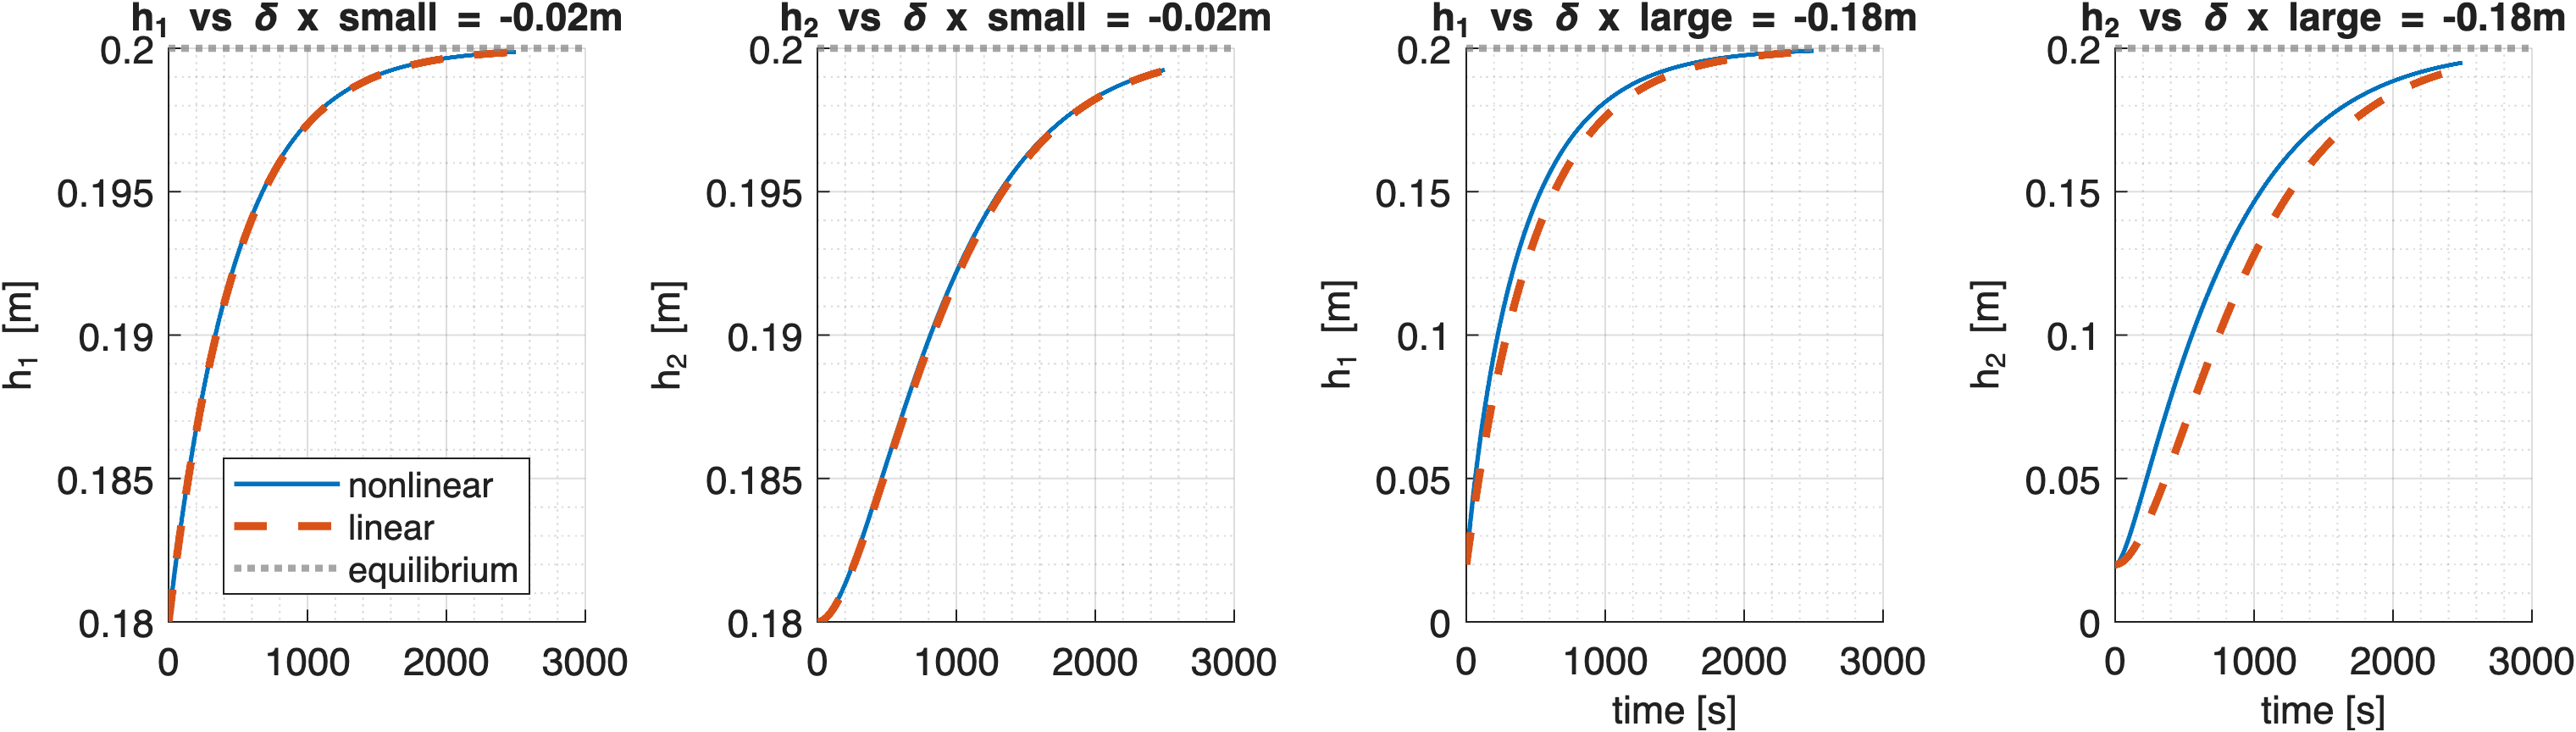 h₁ vs δ x small = -0.02m
0.2
0.195
0.19
0.185
0.18
h₁ [m]
nonlinear
linear
equilibrium
0 1000 2000 3000
h₂ vs δ x small = -0.02m
0.2
0.195
0.19
0.185
0.18
h₂ [m]
0 1000 2000 3000
h₁ vs δ x large = -0.18m
0.2
0.15
0.1
0.05
0
h₁ [m]
0 1000 2000 3000
time [s]
h₂ vs δ x large = -0.18m
0.2
0.15
0.1
0.05
0
h₂ [m]
0 1000 2000 3000
time [s]